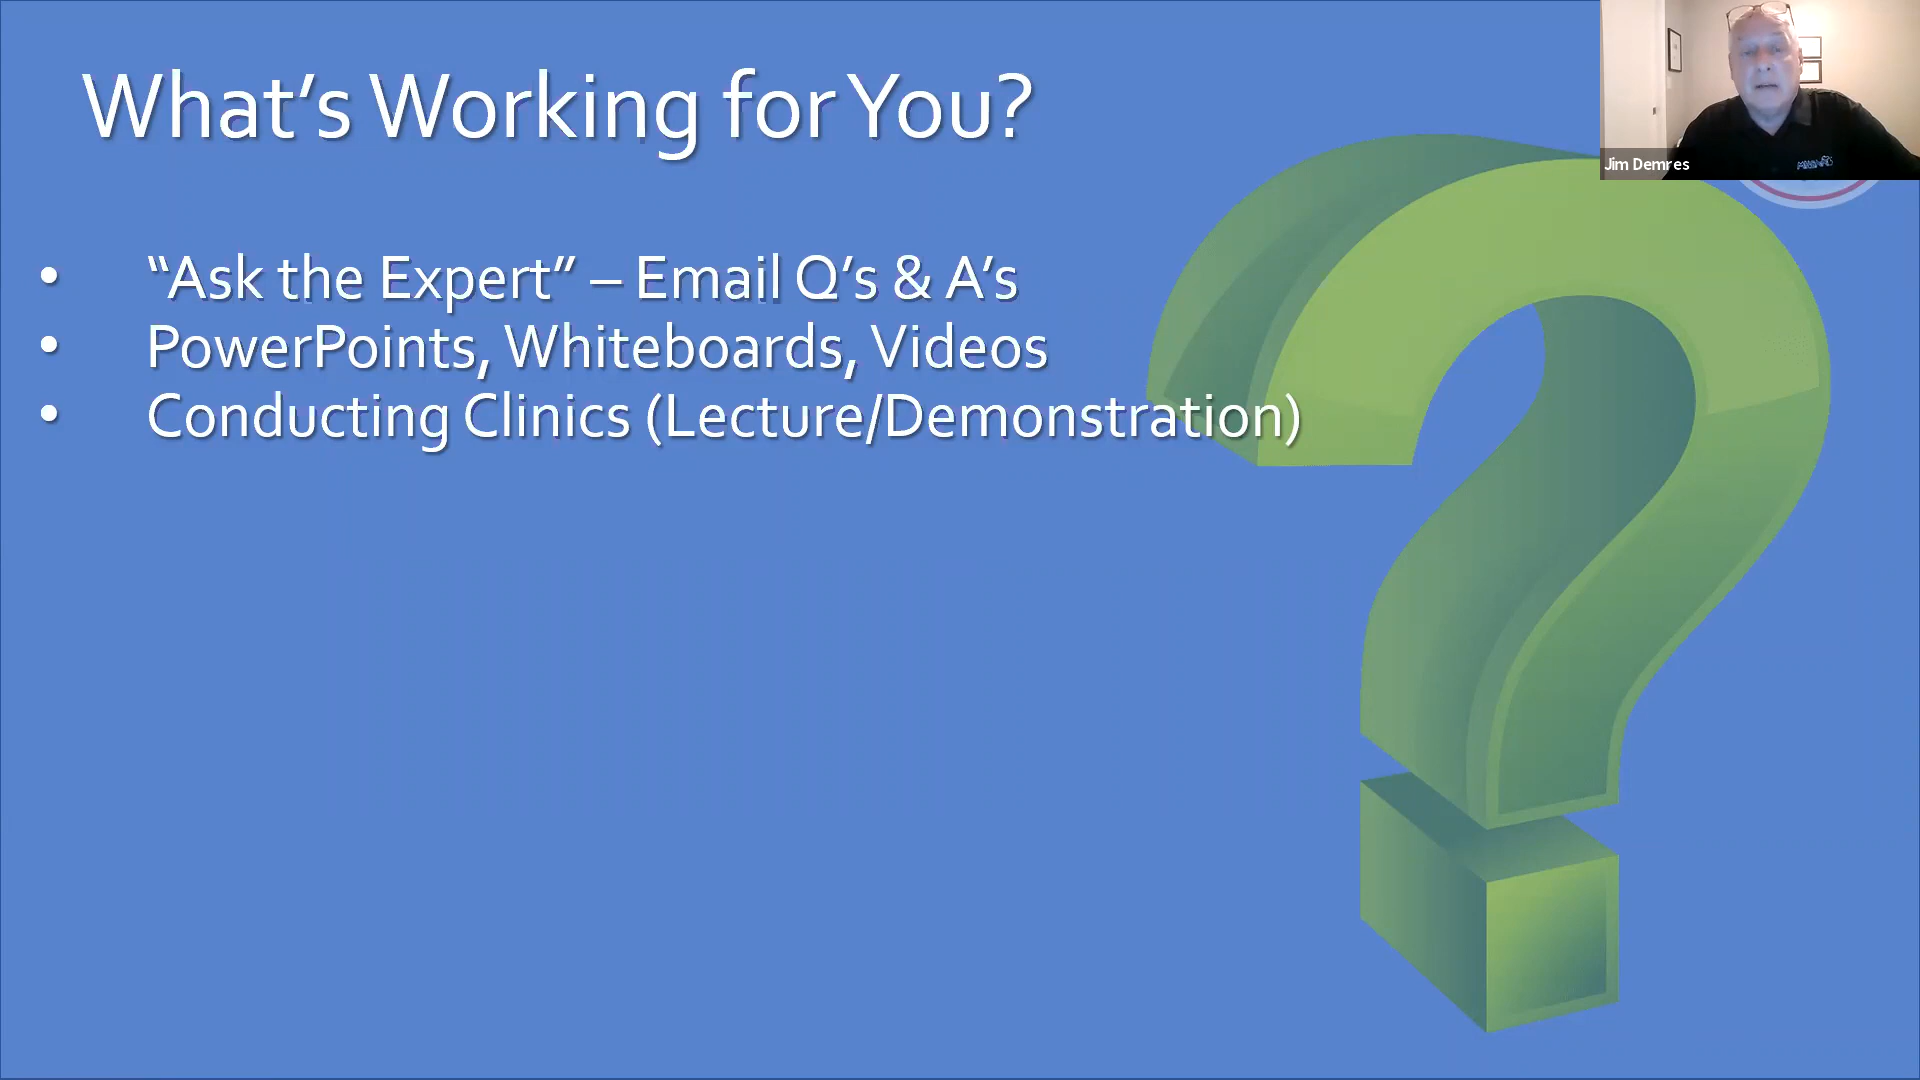 What's Working for You?
• “Ask the Expert” – Email Q's & A's
• PowerPoints, Whiteboards, Videos
• Conducting Clinics (Lecture/Demonstration)
Jim Demres